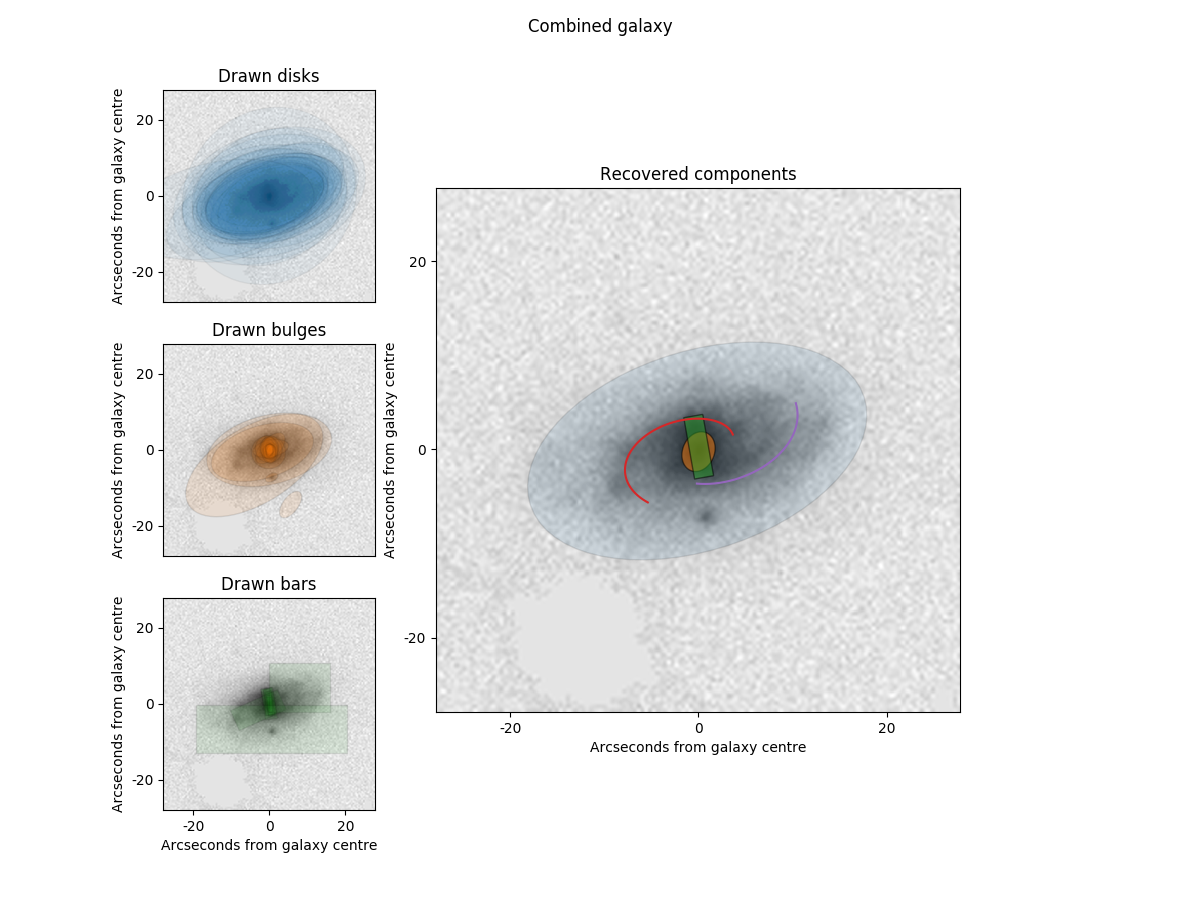 Combined galaxy
Drawn disks
Arcseconds from galaxy centre
20
0
-20
Drawn bulges
Arcseconds from galaxy centre
20
0
-20
Drawn bars
Arcseconds from galaxy centre
20
0
-20
-20 0 20
Arcseconds from galaxy centre
Recovered components
Arcseconds from galaxy centre
20
0
-20
-20 0 20
Arcseconds from galaxy centre